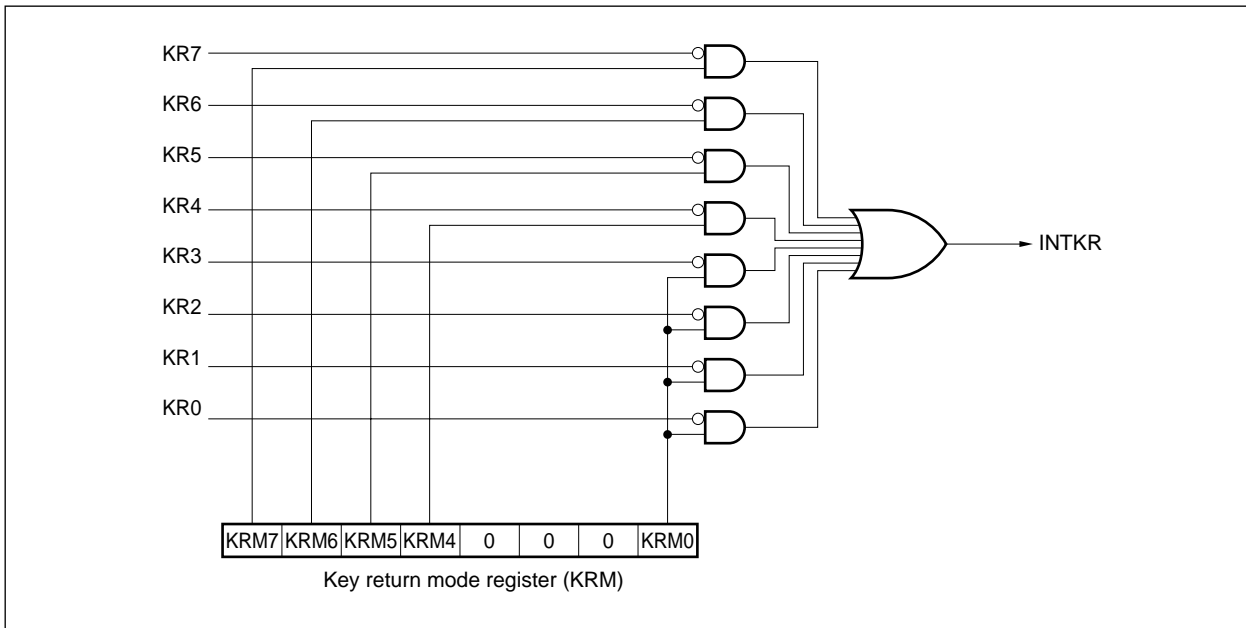 KR7
KR6
KR5
KR4
KR3
KR2
KR1
KR0
INTKR
KRM7 KRM6 KRM5 KRM4 0 0 0 KRM0
Key return mode register (KRM)